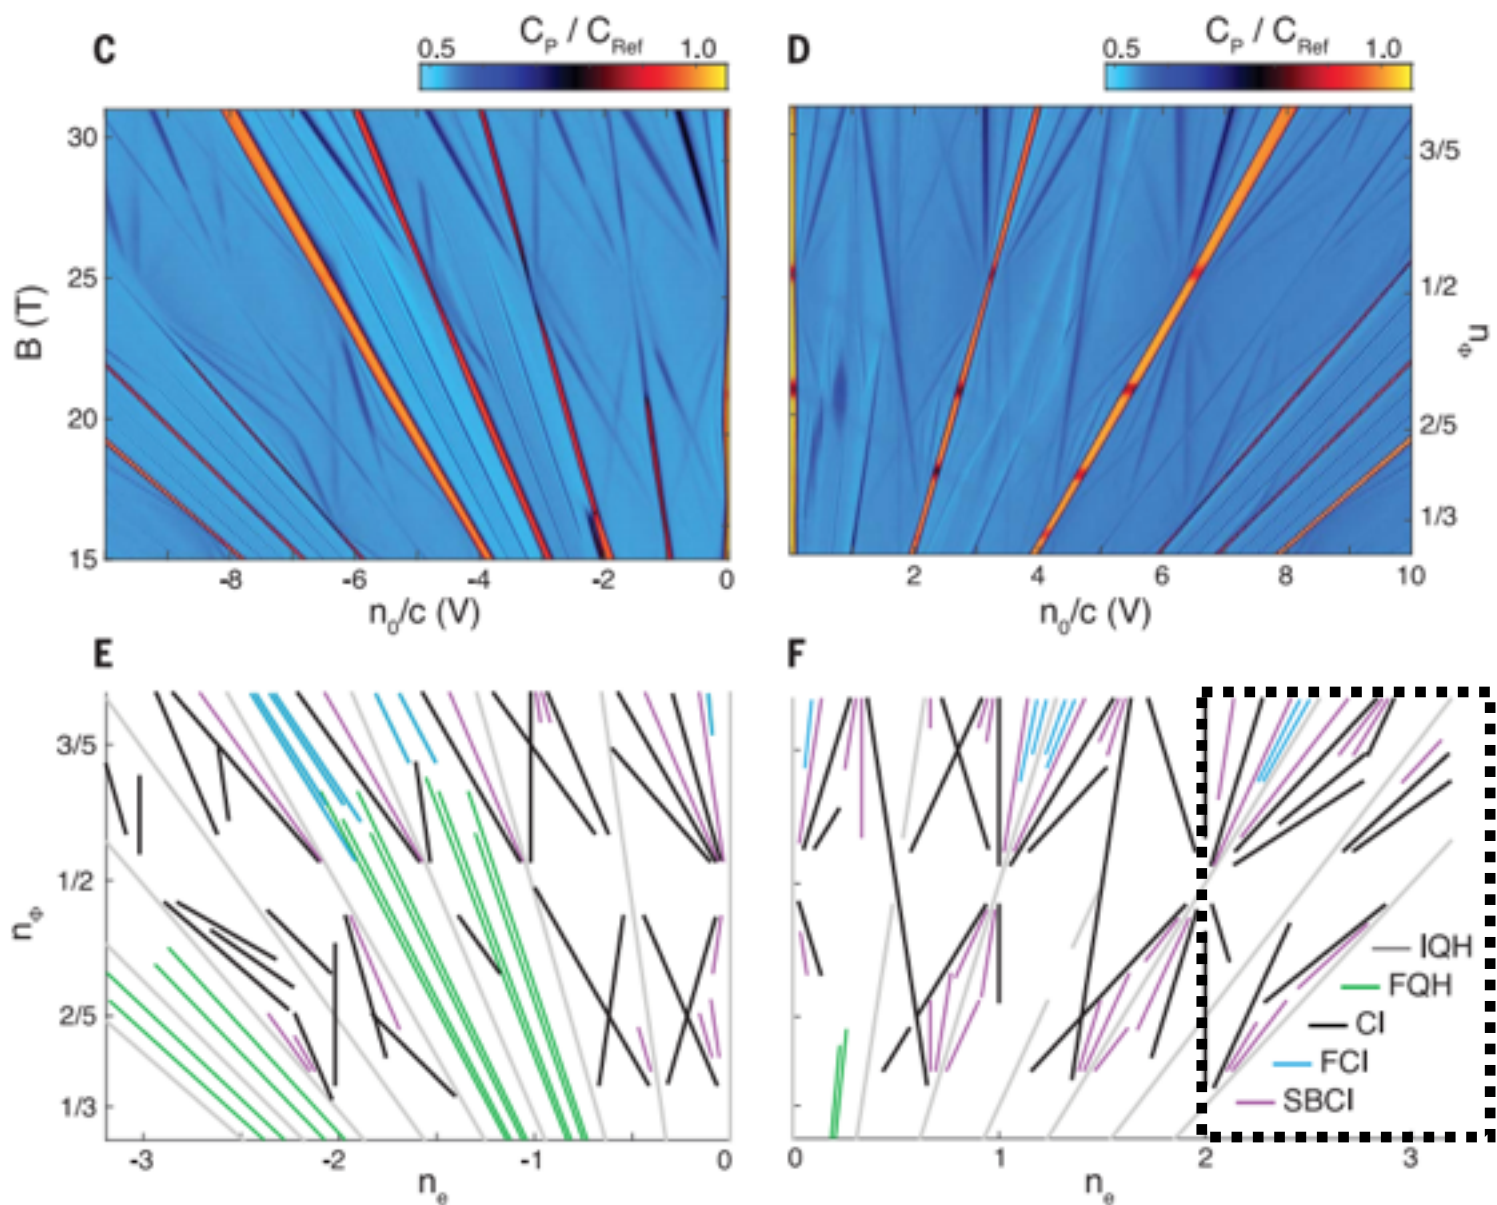 C
0.5 C_P / C_Ref 1.0
D
0.5 C_P / C_Ref 1.0
30
25
20
15
B (T)
-8 -6 -4 -2 0
n_0/c (V)
3/5
1/2
2/5
1/3
n_Φ
2 4 6 8 10
n_0/c (V)
E
3/5
1/2
2/5
1/3
n_Φ
-3 -2 -1 0
n_e
F
IQH
FQH
CI
FCI
SBCI
0 1 2 3
n_e